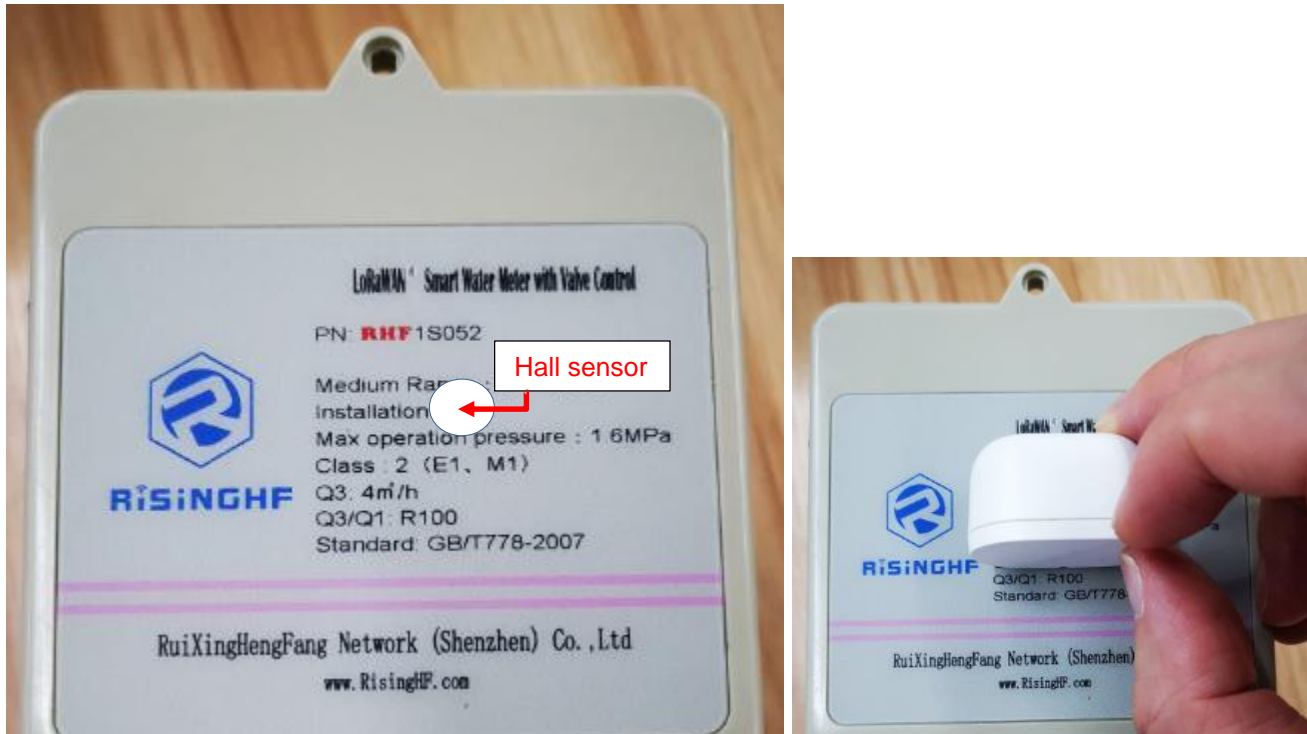 LoRaWAN® Smart Water Meter with Valve Control
PN: RHF1S052
Hall sensor
Medium
Installation
Max operation pressure : 1.6MPa
Class : 2 (E1、M1)
RiSiNGHF
Q3: 4㎥/h
Q3/Q1: R100
Standard: GB/T778-2007
RuiXingHengFang Network (Shenzhen) Co.,Ltd
www.RisingHF.com
RiSiNGHF
Q3/Q1: R100
Standard: GB/T778-
RuiXingHengFang Network (Shenzhen)
www.RisingHF.com